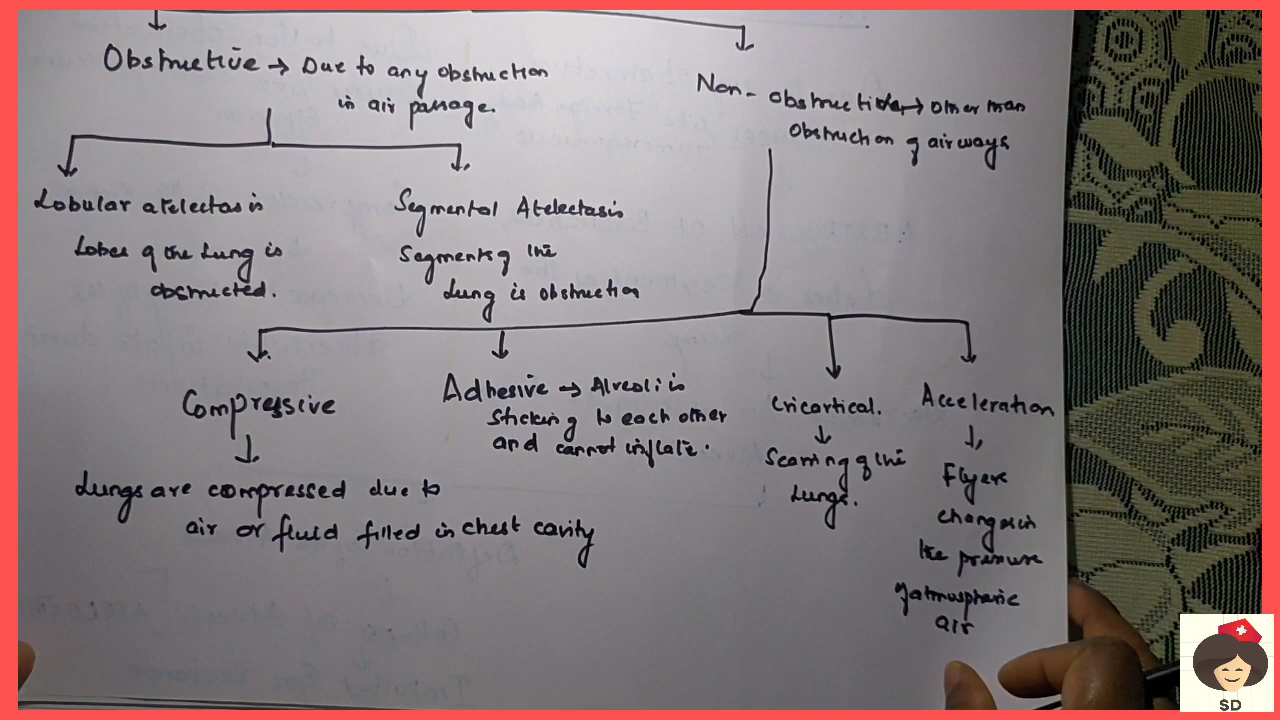 Obstructive → Due to any obstruction
in air passage.
Non-obstructive → other than
obstruction of airways
Lobular atelectasis
Lobes of the Lung is
obstructed.
Segmental Atelectasis
Segments of the
Lung is obstruction
Compressive
Lungs are compressed due to
air or fluid filled in chest cavity
Adhesive → Alveoli is
sticking to each other
and cannot inflate.
Cricartical.
Scarring of the
Lungs.
Acceleration
Flyers
changes in
the pressure
of atmospheric
air
SD